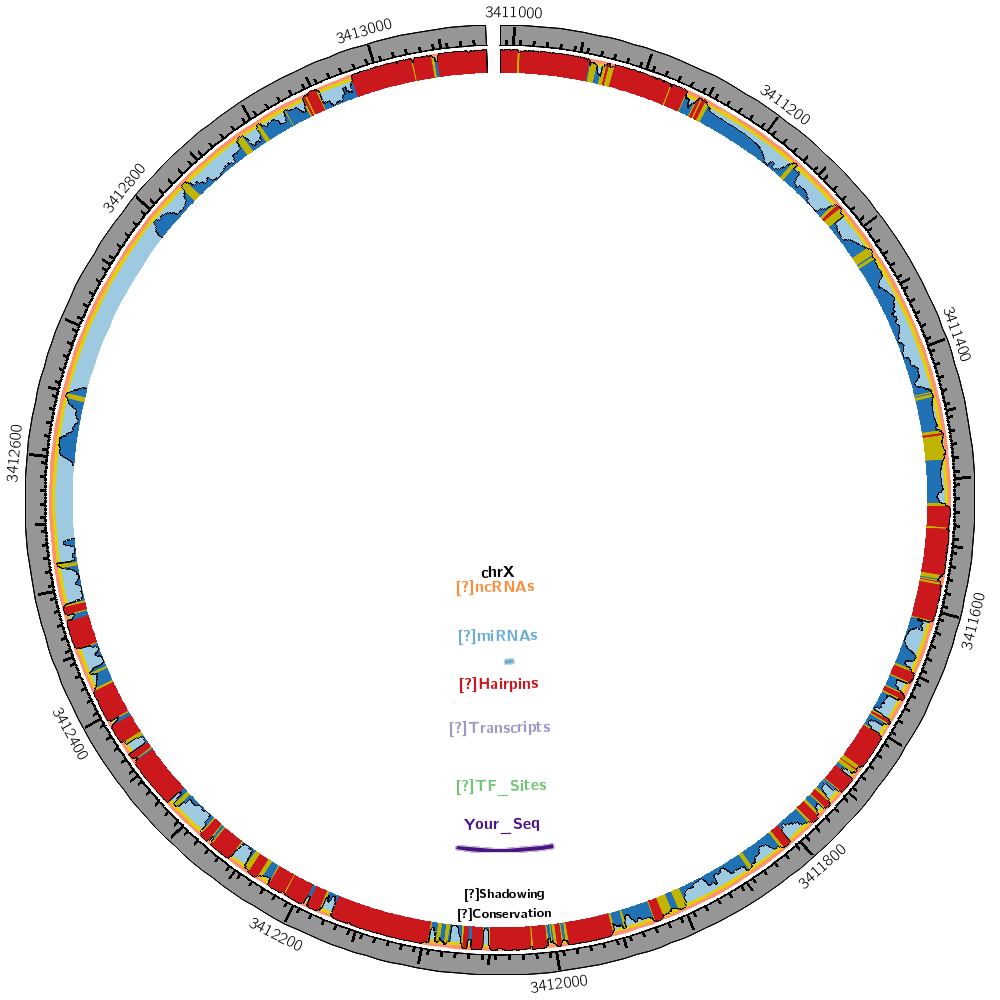 3411000
3413000
3411200
3412800
3411400
3412600
chrX
[?]ncRNAs
3411600
[?]miRNAs
[?]Hairpins
[?]Transcripts
3412400
[?]TF_Sites
Your_Seq
3411800
[?]Shadowing
[?]Conservation
3412200
3412000